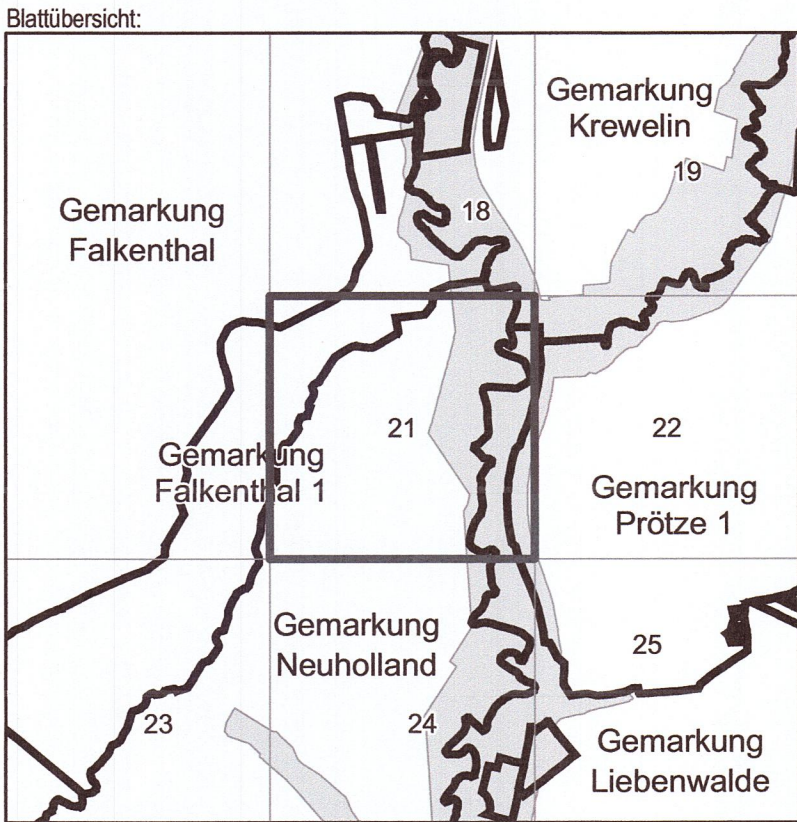 Blattübersicht:
Gemarkung
Krewelin
19
Gemarkung
Falkenthal
18
21
22
Gemarkung
Falkenthal 1
Gemarkung
Prötze 1
Gemarkung
Neuholland
25
23
24
Gemarkung
Liebenwalde